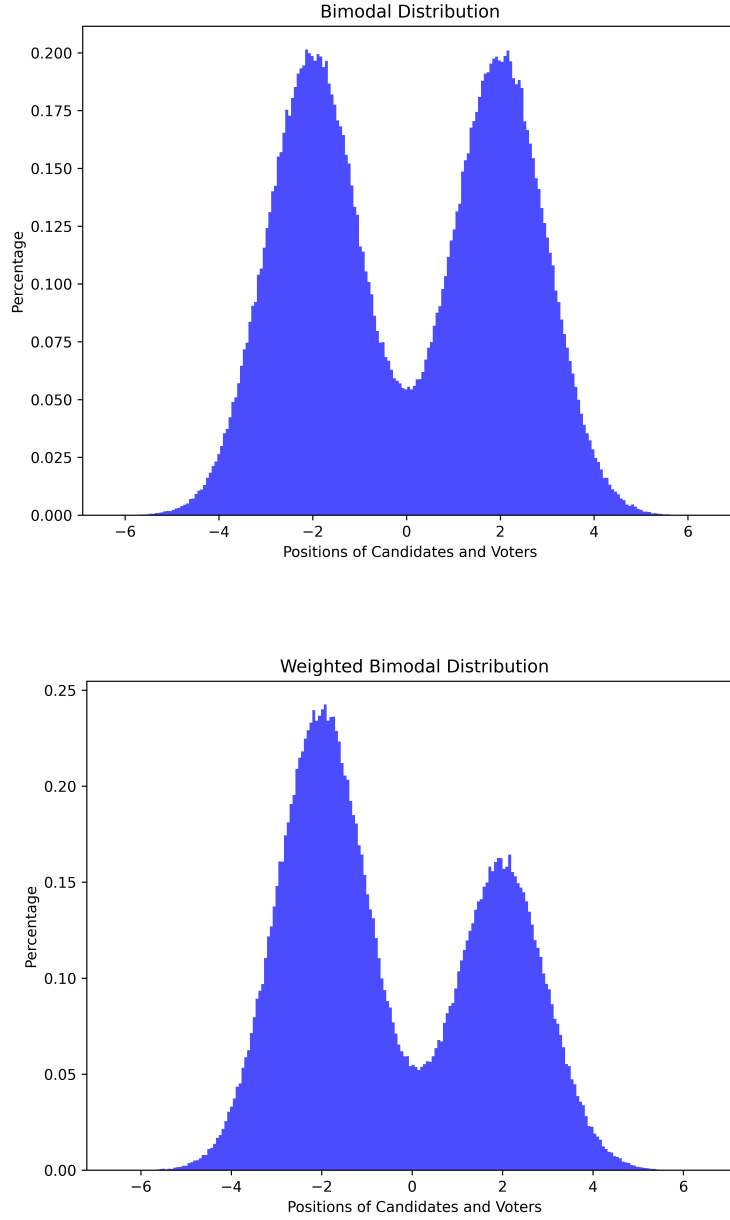 Bimodal Distribution
0.200
0.175
0.150
0.125
0.100
0.075
0.050
0.025
0.000
Percentage
−6 −4 −2 0 2 4 6
Positions of Candidates and Voters
Weighted Bimodal Distribution
0.25
0.20
0.15
0.10
0.05
0.00
Percentage
−6 −4 −2 0 2 4 6
Positions of Candidates and Voters